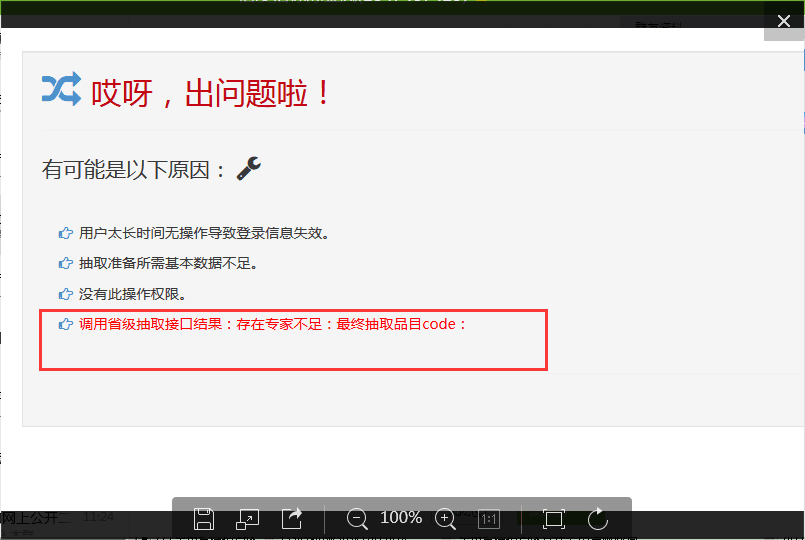 哎呀，出问题啦！
有可能是以下原因：
用户太长时间无操作导致登录信息失效。
抽取准备所需基本数据不足。
没有此操作权限。
调用省级抽取接口结果：存在专家不足：最终抽取品目code：
网上公开二 11:24
100%
1:1